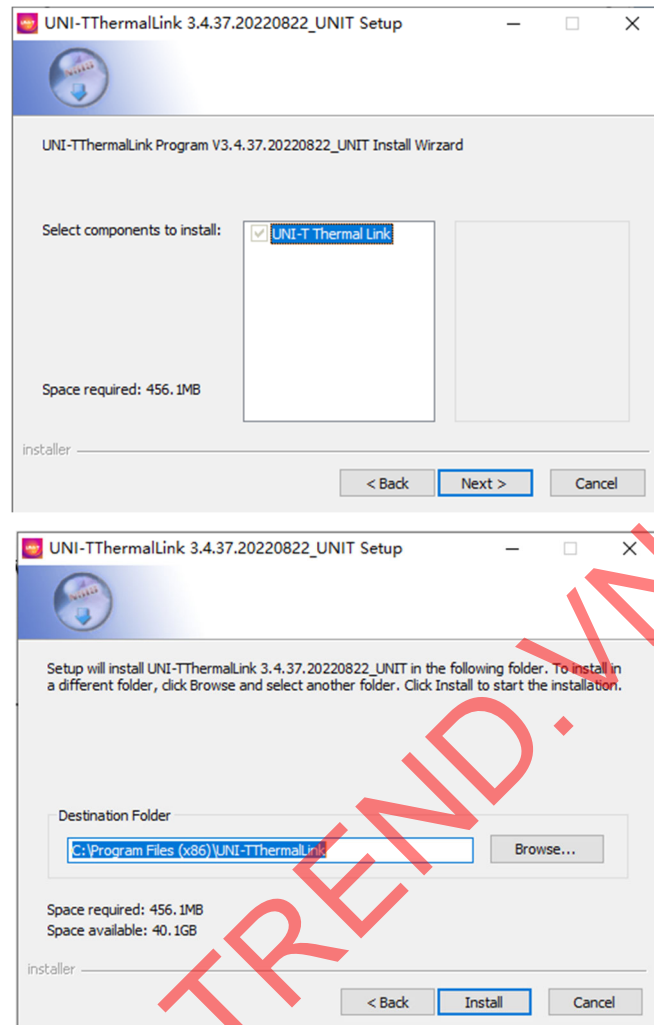 UNI-TThermalLink 3.4.37.20220822_UNIT Setup
UNI-TThermalLink Program V3.4.37.20220822_UNIT Install Wirzard
Select components to install:
UNI-T Thermal Link
Space required: 456.1MB
installer
< Back
Next >
Cancel
UNI-TThermalLink 3.4.37.20220822_UNIT Setup
Setup will install UNI-TThermalLink 3.4.37.20220822_UNIT in the following folder. To install in
a different folder, click Browse and select another folder. Click Install to start the installation.
Destination Folder
C:\Program Files (x86)\UNI-TThermalLink
Browse...
Space required: 456.1MB
Space available: 40.1GB
installer
< Back
Install
Cancel
TREND.VN